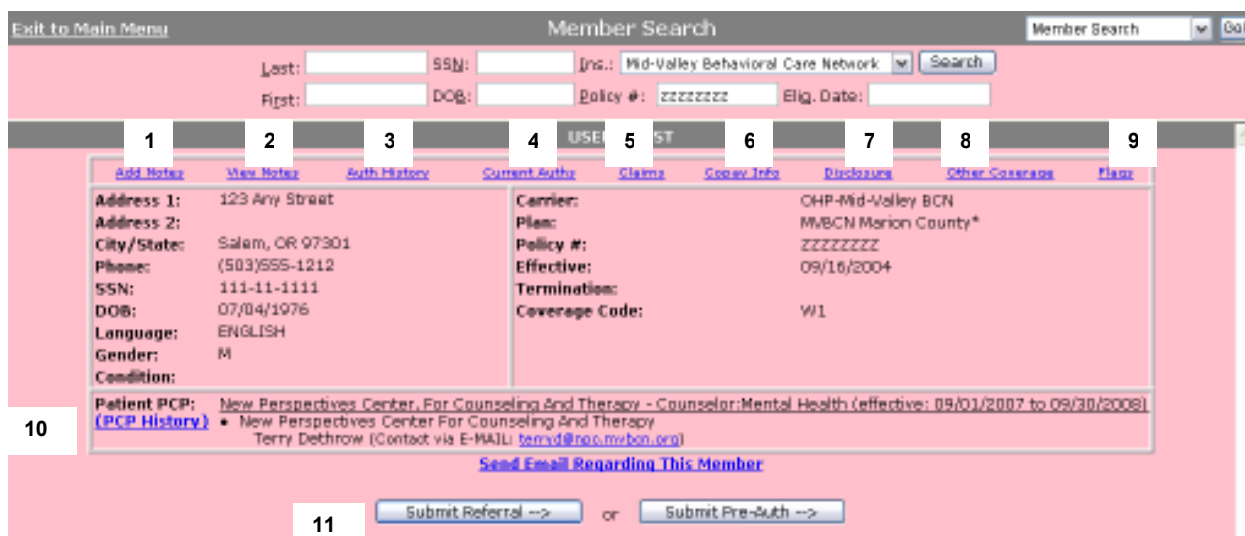 Exit to Main Menu Member Search Member Search
Last: SSN: Ins.: Mid-Valley Behavioral Care Network Search
First: DOB: Policy #: zzzzzzzz Elig. Date:
1 2 3 4 5 6 7 8 9
Add Notes View Notes Auth History Current Auths Claims Copay Info Disclosure Other Coverage Flags
Address 1: 123 Any Street Carrier: OHP-Mid-Valley BCN
Address 2: Plan: MVBCN Marion County*
City/State: Salem, OR 97301 Policy #: ZZZZZZZZ
Phone: (503)555-1212 Effective: 09/16/2004
SSN: 111-11-1111 Termination:
DOB: 07/04/1976 Coverage Code: W1
Language: ENGLISH
Gender: M
Condition:
Patient PCP: New Perspectives Center, For Counseling And Therapy - Counselor:Mental Health (effective: 09/01/2007 to 09/30/2008)
10 (PCP History) • New Perspectives Center For Counseling And Therapy
Terry Dethrow (Contact via E-MAIL: terryd@npc.mvbcn.org)
Send Email Regarding This Member
11 Submit Referral --> or Submit Pre-Auth -->